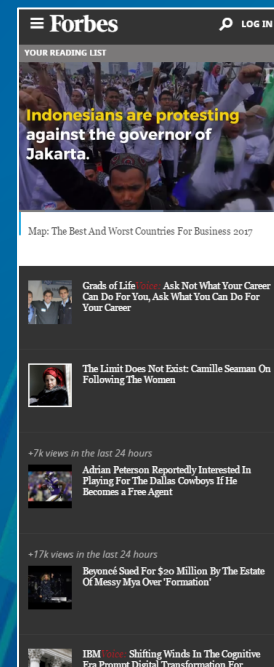 Forbes
LOG IN
YOUR READING LIST
Indonesians are protesting
against the governor of
Jakarta.
Map: The Best And Worst Countries For Business 2017
Grads of Life Voice: Ask Not What Your Career
Can Do For You, Ask What You Can Do For
Your Career
The Limit Does Not Exist: Camille Seaman On
Following The Women
+7k views in the last 24 hours
Adrian Peterson Reportedly Interested In
Playing For The Dallas Cowboys If He
Becomes a Free Agent
+17k views in the last 24 hours
Beyoncé Sued For $20 Million By The Estate
Of Messy Mya Over 'Formation'
IBM Voice: Shifting Winds In The Cognitive
Era Prompt Digital Transformation For